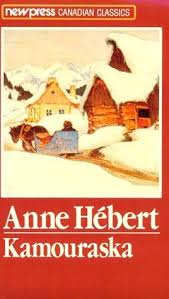 newpress CANADIAN CLASSICS
Anne Hébert
Kamouraska